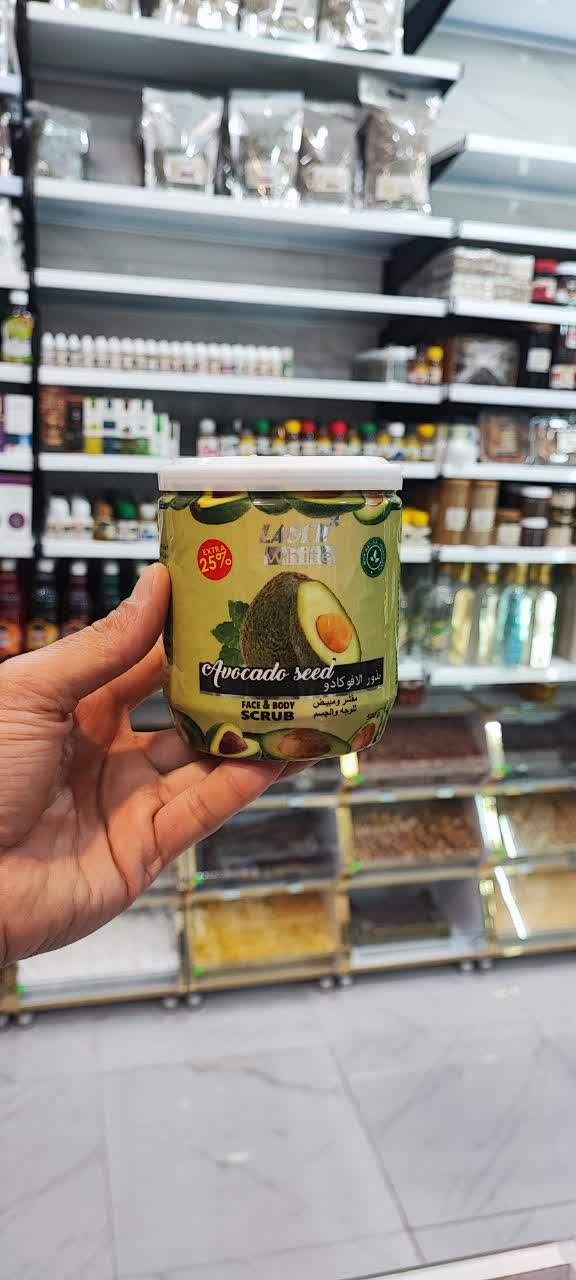 EXTRA
25%
Avocado seed
بذور الافوكادو
FACE & BODY
SCRUB
مقشر ومبيض
للوجه والجسم